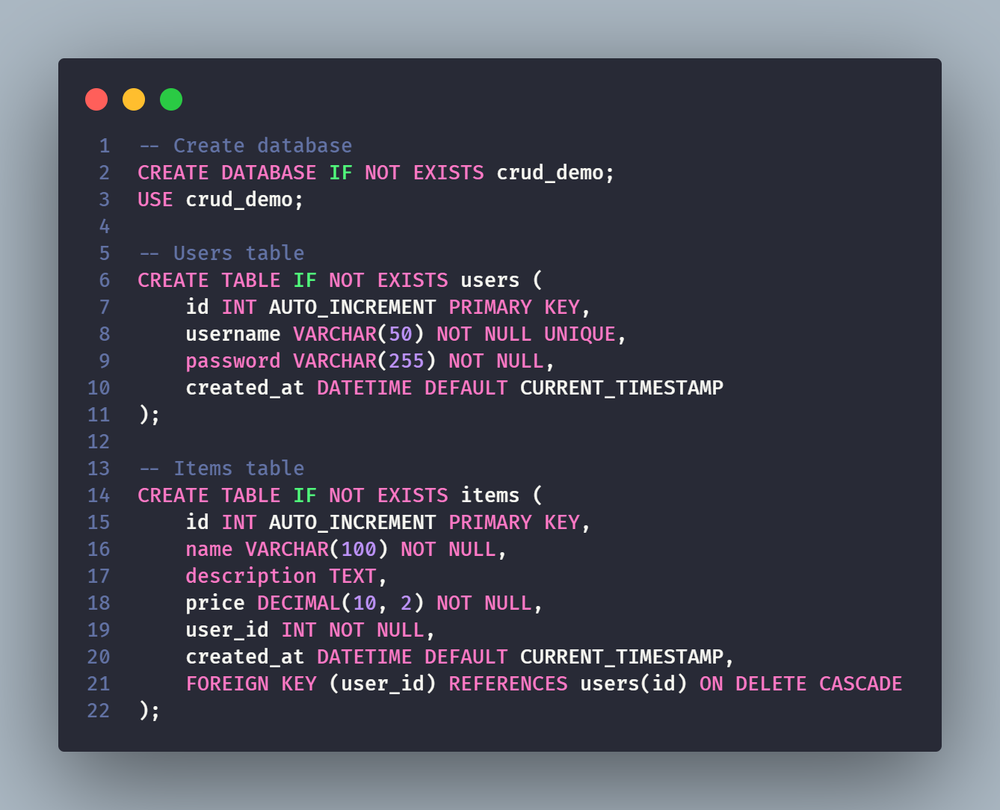 1 -- Create database
2 CREATE DATABASE IF NOT EXISTS crud_demo;
3 USE crud_demo;
4
5 -- Users table
6 CREATE TABLE IF NOT EXISTS users (
7     id INT AUTO_INCREMENT PRIMARY KEY,
8     username VARCHAR(50) NOT NULL UNIQUE,
9     password VARCHAR(255) NOT NULL,
10     created_at DATETIME DEFAULT CURRENT_TIMESTAMP
11 );
12
13 -- Items table
14 CREATE TABLE IF NOT EXISTS items (
15     id INT AUTO_INCREMENT PRIMARY KEY,
16     name VARCHAR(100) NOT NULL,
17     description TEXT,
18     price DECIMAL(10, 2) NOT NULL,
19     user_id INT NOT NULL,
20     created_at DATETIME DEFAULT CURRENT_TIMESTAMP,
21     FOREIGN KEY (user_id) REFERENCES users(id) ON DELETE CASCADE
22 );